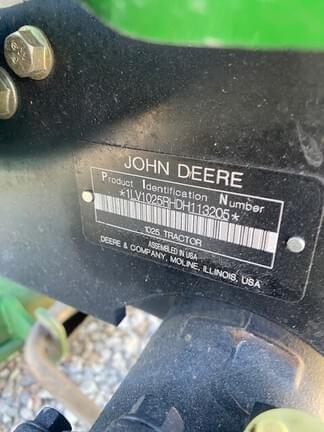 JOHN DEERE
Product Identification Number
*1LV1025RHDH113205*
1025 TRACTOR
ASSEMBLED IN USA
DEERE & COMPANY, MOLINE, ILLINOIS, USA